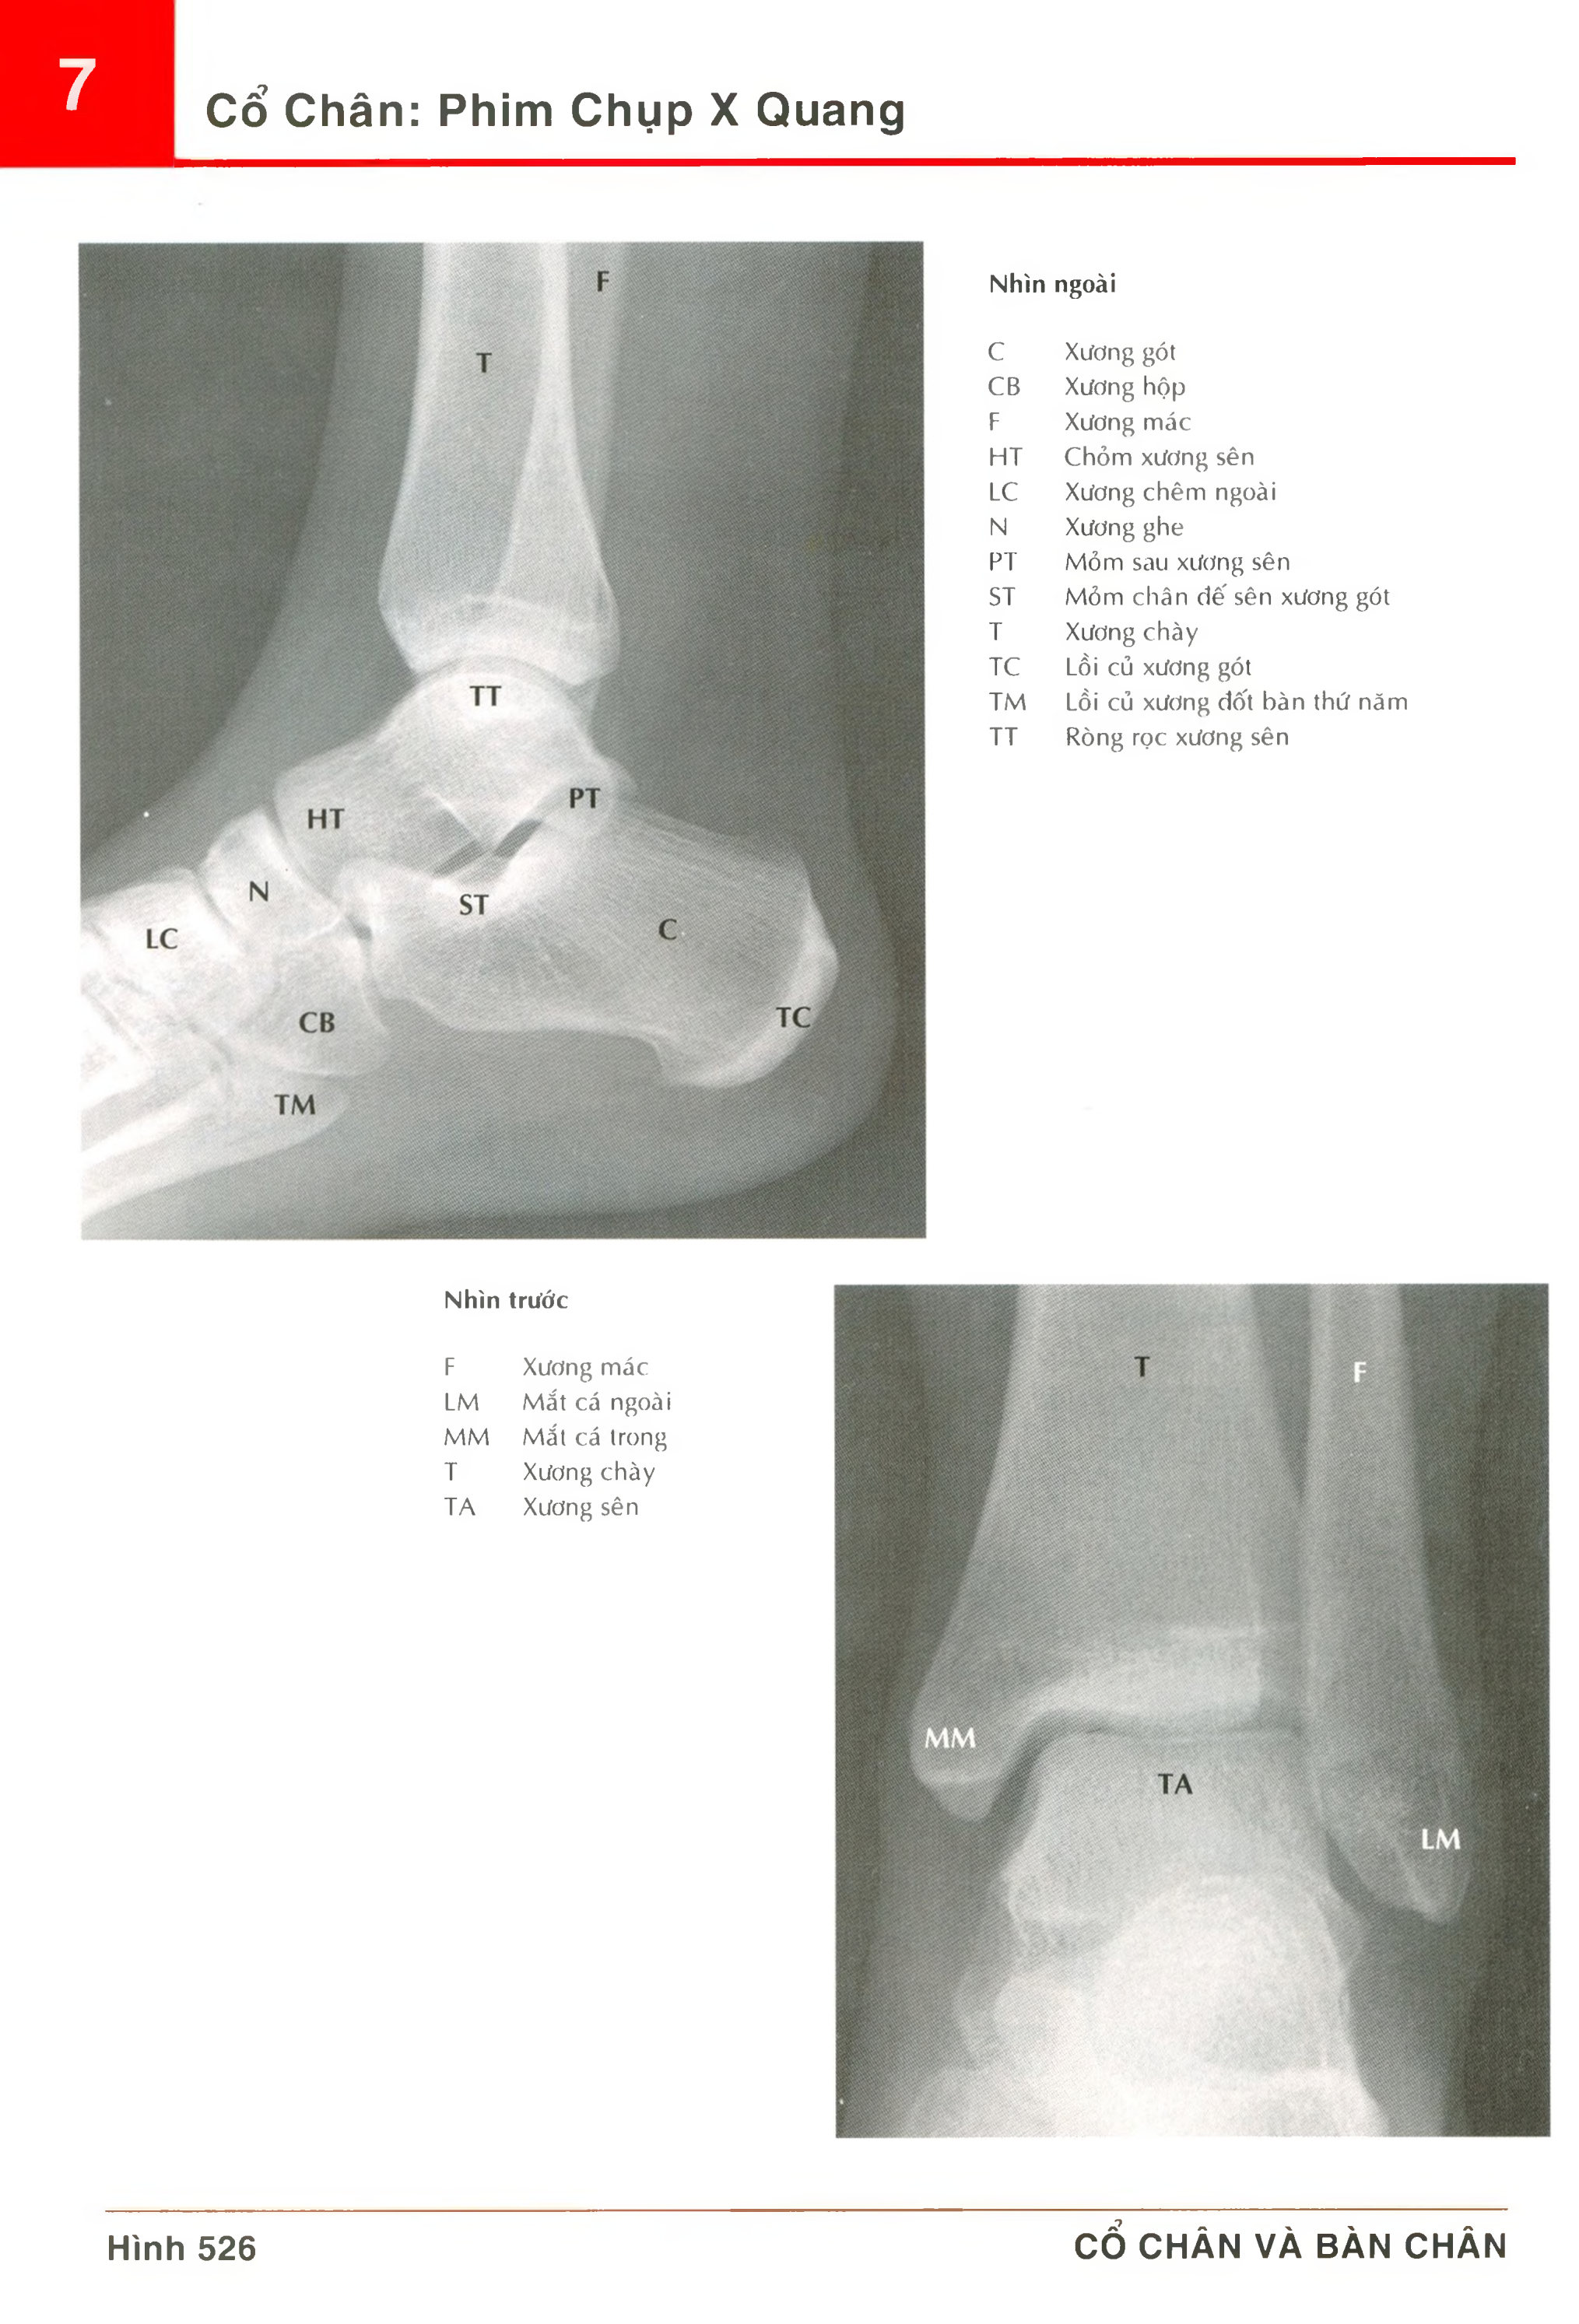 7
Cổ Chân: Phim Chụp X Quang
F
T
TT
PT
HT
N
ST
LC
C
TC
CB
TM
Nhìn ngoài
C Xương gót
CB Xương hộp
F Xương mác
HT Chỏm xương sên
LC Xương chêm ngoài
N Xương ghe
PT Mỏm sau xương sên
ST Mỏm chân đế sên xương gót
T Xương chày
TC Lồi củ xương gót
TM Lồi củ xương đốt bàn thứ năm
TT Ròng rọc xương sên
Nhìn trước
F Xương mác
LM Mắt cá ngoài
MM Mắt cá trong
T Xương chày
TA Xương sên
T
F
MM
TA
LM
Hình 526
CỔ CHÂN VÀ BÀN CHÂN